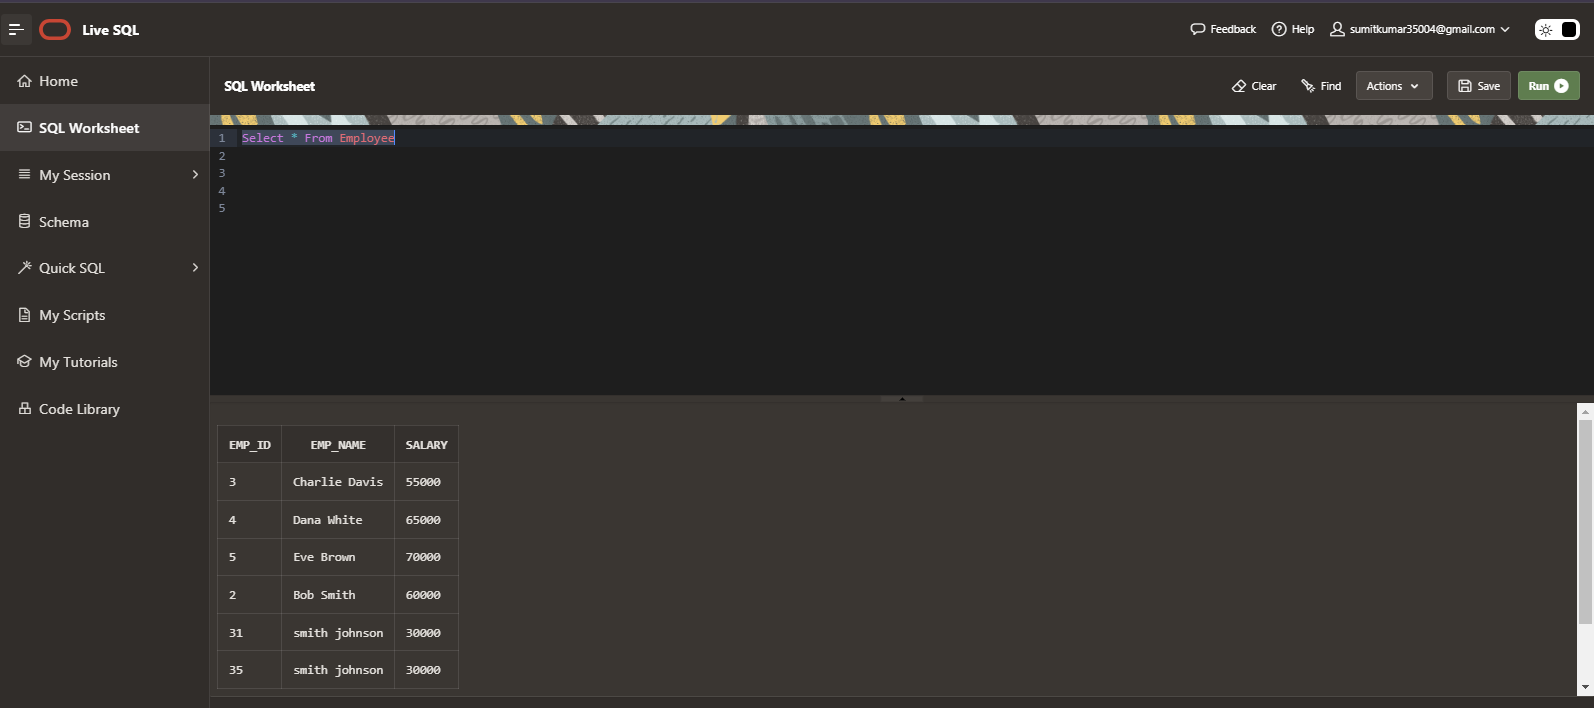 Live SQL
Feedback
Help
sumitkumar35004@gmail.com
Home
SQL Worksheet
My Session
Schema
Quick SQL
My Scripts
My Tutorials
Code Library
SQL Worksheet
Clear
Find
Actions
Save
Run
1 Select * From Employee
2
3
4
5
EMP_ID EMP_NAME SALARY
3 Charlie Davis 55000
4 Dana White 65000
5 Eve Brown 70000
2 Bob Smith 60000
31 smith johnson 30000
35 smith johnson 30000